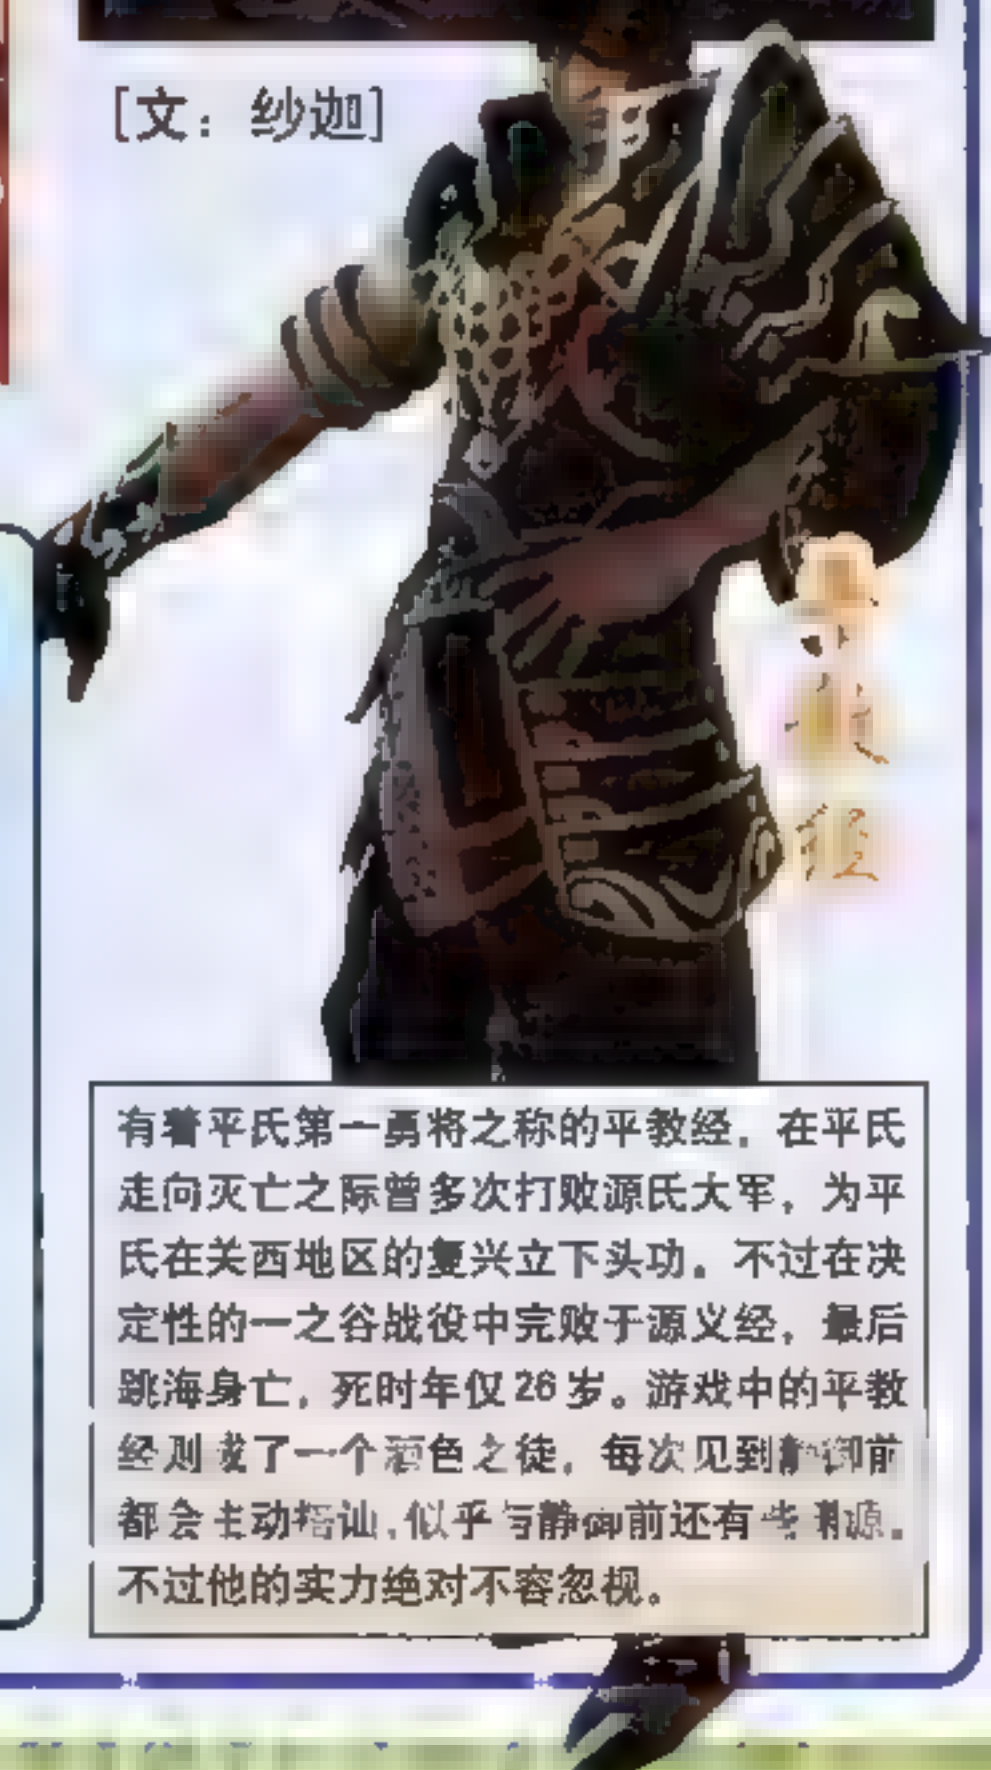 [文：纱迦]
有着平氏第一勇将之称的平教经，在平氏
走向灭亡之际曾多次打败源氏大军，为平
氏在关西地区的复兴立下头功。不过在决
定性的一之谷战役中完败于源义经，最后
跳海身亡，死时年仅26岁。游戏中的平教
经则成了一个酒色之徒，每次见到静御前
都会主动搭讪，似乎与静御前还有些渊源。
不过他的实力绝对不容忽视。